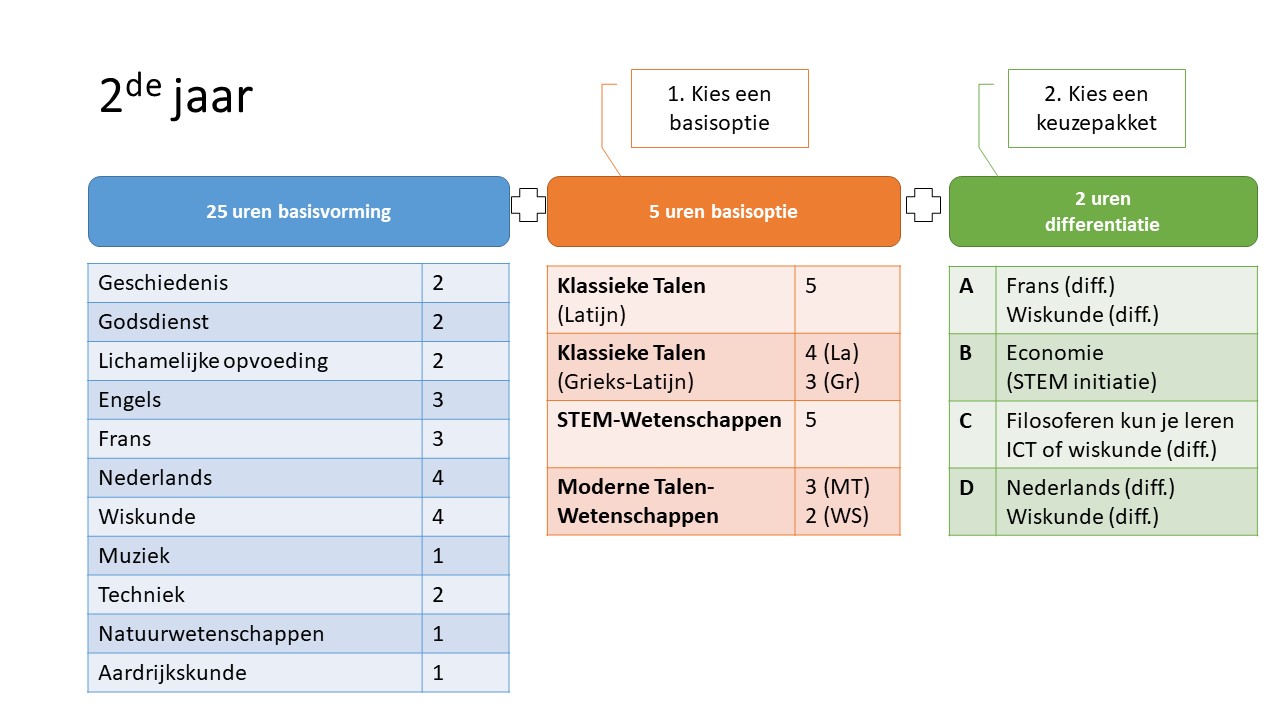 2de jaar
1. Kies een
basisoptie
2. Kies een
keuzepakket
25 uren basisvorming
5 uren basisoptie
2 uren
differentiatie
Geschiedenis 2
Godsdienst 2
Lichamelijke opvoeding 2
Engels 3
Frans 3
Nederlands 4
Wiskunde 4
Muziek 1
Techniek 2
Natuurwetenschappen 1
Aardrijkskunde 1
Klassieke Talen 5
(Latijn)
Klassieke Talen 4 (La)
(Grieks-Latijn) 3 (Gr)
STEM-Wetenschappen 5
Moderne Talen- 3 (MT)
Wetenschappen 2 (WS)
A Frans (diff.)
Wiskunde (diff.)
B Economie
(STEM initiatie)
C Filosoferen kun je leren
ICT of wiskunde (diff.)
D Nederlands (diff.)
Wiskunde (diff.)